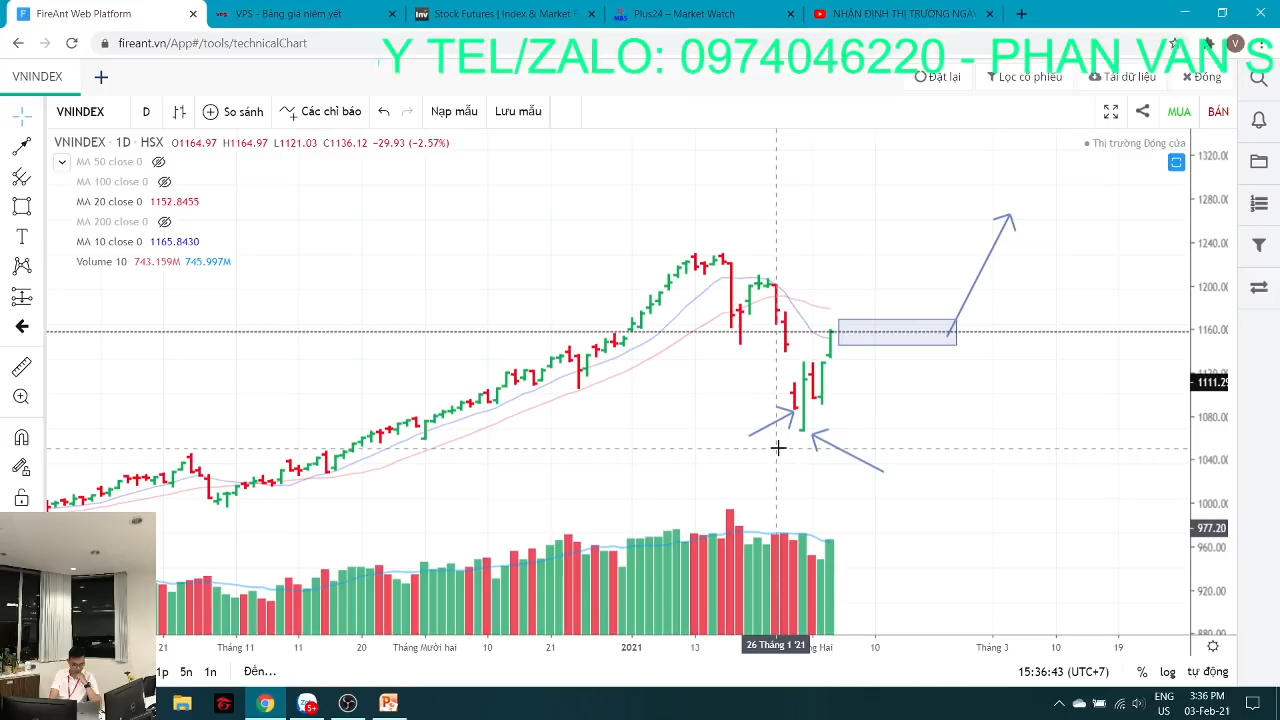 FireAnt Web Platform
VPS - Bảng giá niêm yết
Stock Futures | Index & Market F
MBS
Plus24 – Market Watch
NHẬN ĐỊNH THỊ TRƯỜNG NGÀY
fireant.vn/App#/tools/technicalChart
V
Y TEL/ZALO: 0974046220 - PHAN VAN S
VNINDEX
Đặt lại
Lọc cổ phiếu
Tải dữ liệu
Đóng
VNINDEX
D
So sánh
Các chỉ báo
Nạp mẫu
Lưu mẫu
MUA
BÁN
VNINDEX · 1D · HSX O1164.97 H1164.97 L1121.03 C1136.12 −29.93 (−2.57%)
Thị trường Đóng cửa
MA 50 close 0
MA 100 close 0
MA 20 close 0 1152.8455
MA 200 close 0
MA 10 close 0 1165.8430
Volume 10 743.159M 745.997M
1320.00
1280.00
1240.00
1200.00
1160.00
1120.00
1111.29
1080.00
1040.00
1000.00
977.20
960.00
920.00
880.00
21
Tháng 11
11
20
Tháng Mười hai
10
21
2021
13
26 Tháng 1 '21
10
Tháng 3
10
19
1p
5n
1n
Đến...
15:36:43 (UTC+7)
%
log
tự động
5+
ENG
US
3:36 PM
03-Feb-21